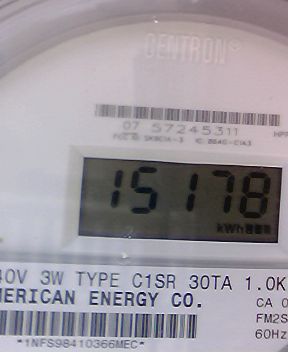 CENTRON®
07 57245311
15178
kWh
40V 3W TYPE C1SR 30TA 1.0K
MERICAN ENERGY CO.
CA 0
FM2S
60Hz
*1NFS98410366MEC*